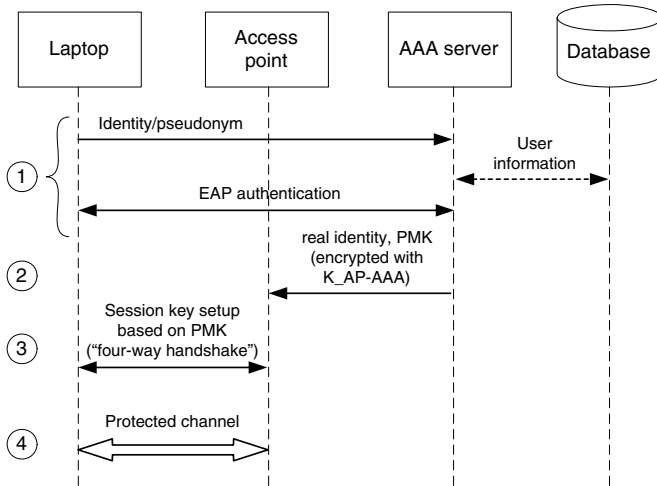 Laptop
Access
point
AAA server
Database
Identity/pseudonym
User
information
1
EAP authentication
real identity, PMK
(encrypted with
K_AP-AAA)
2
Session key setup
based on PMK
(“four-way handshake”)
3
Protected channel
4